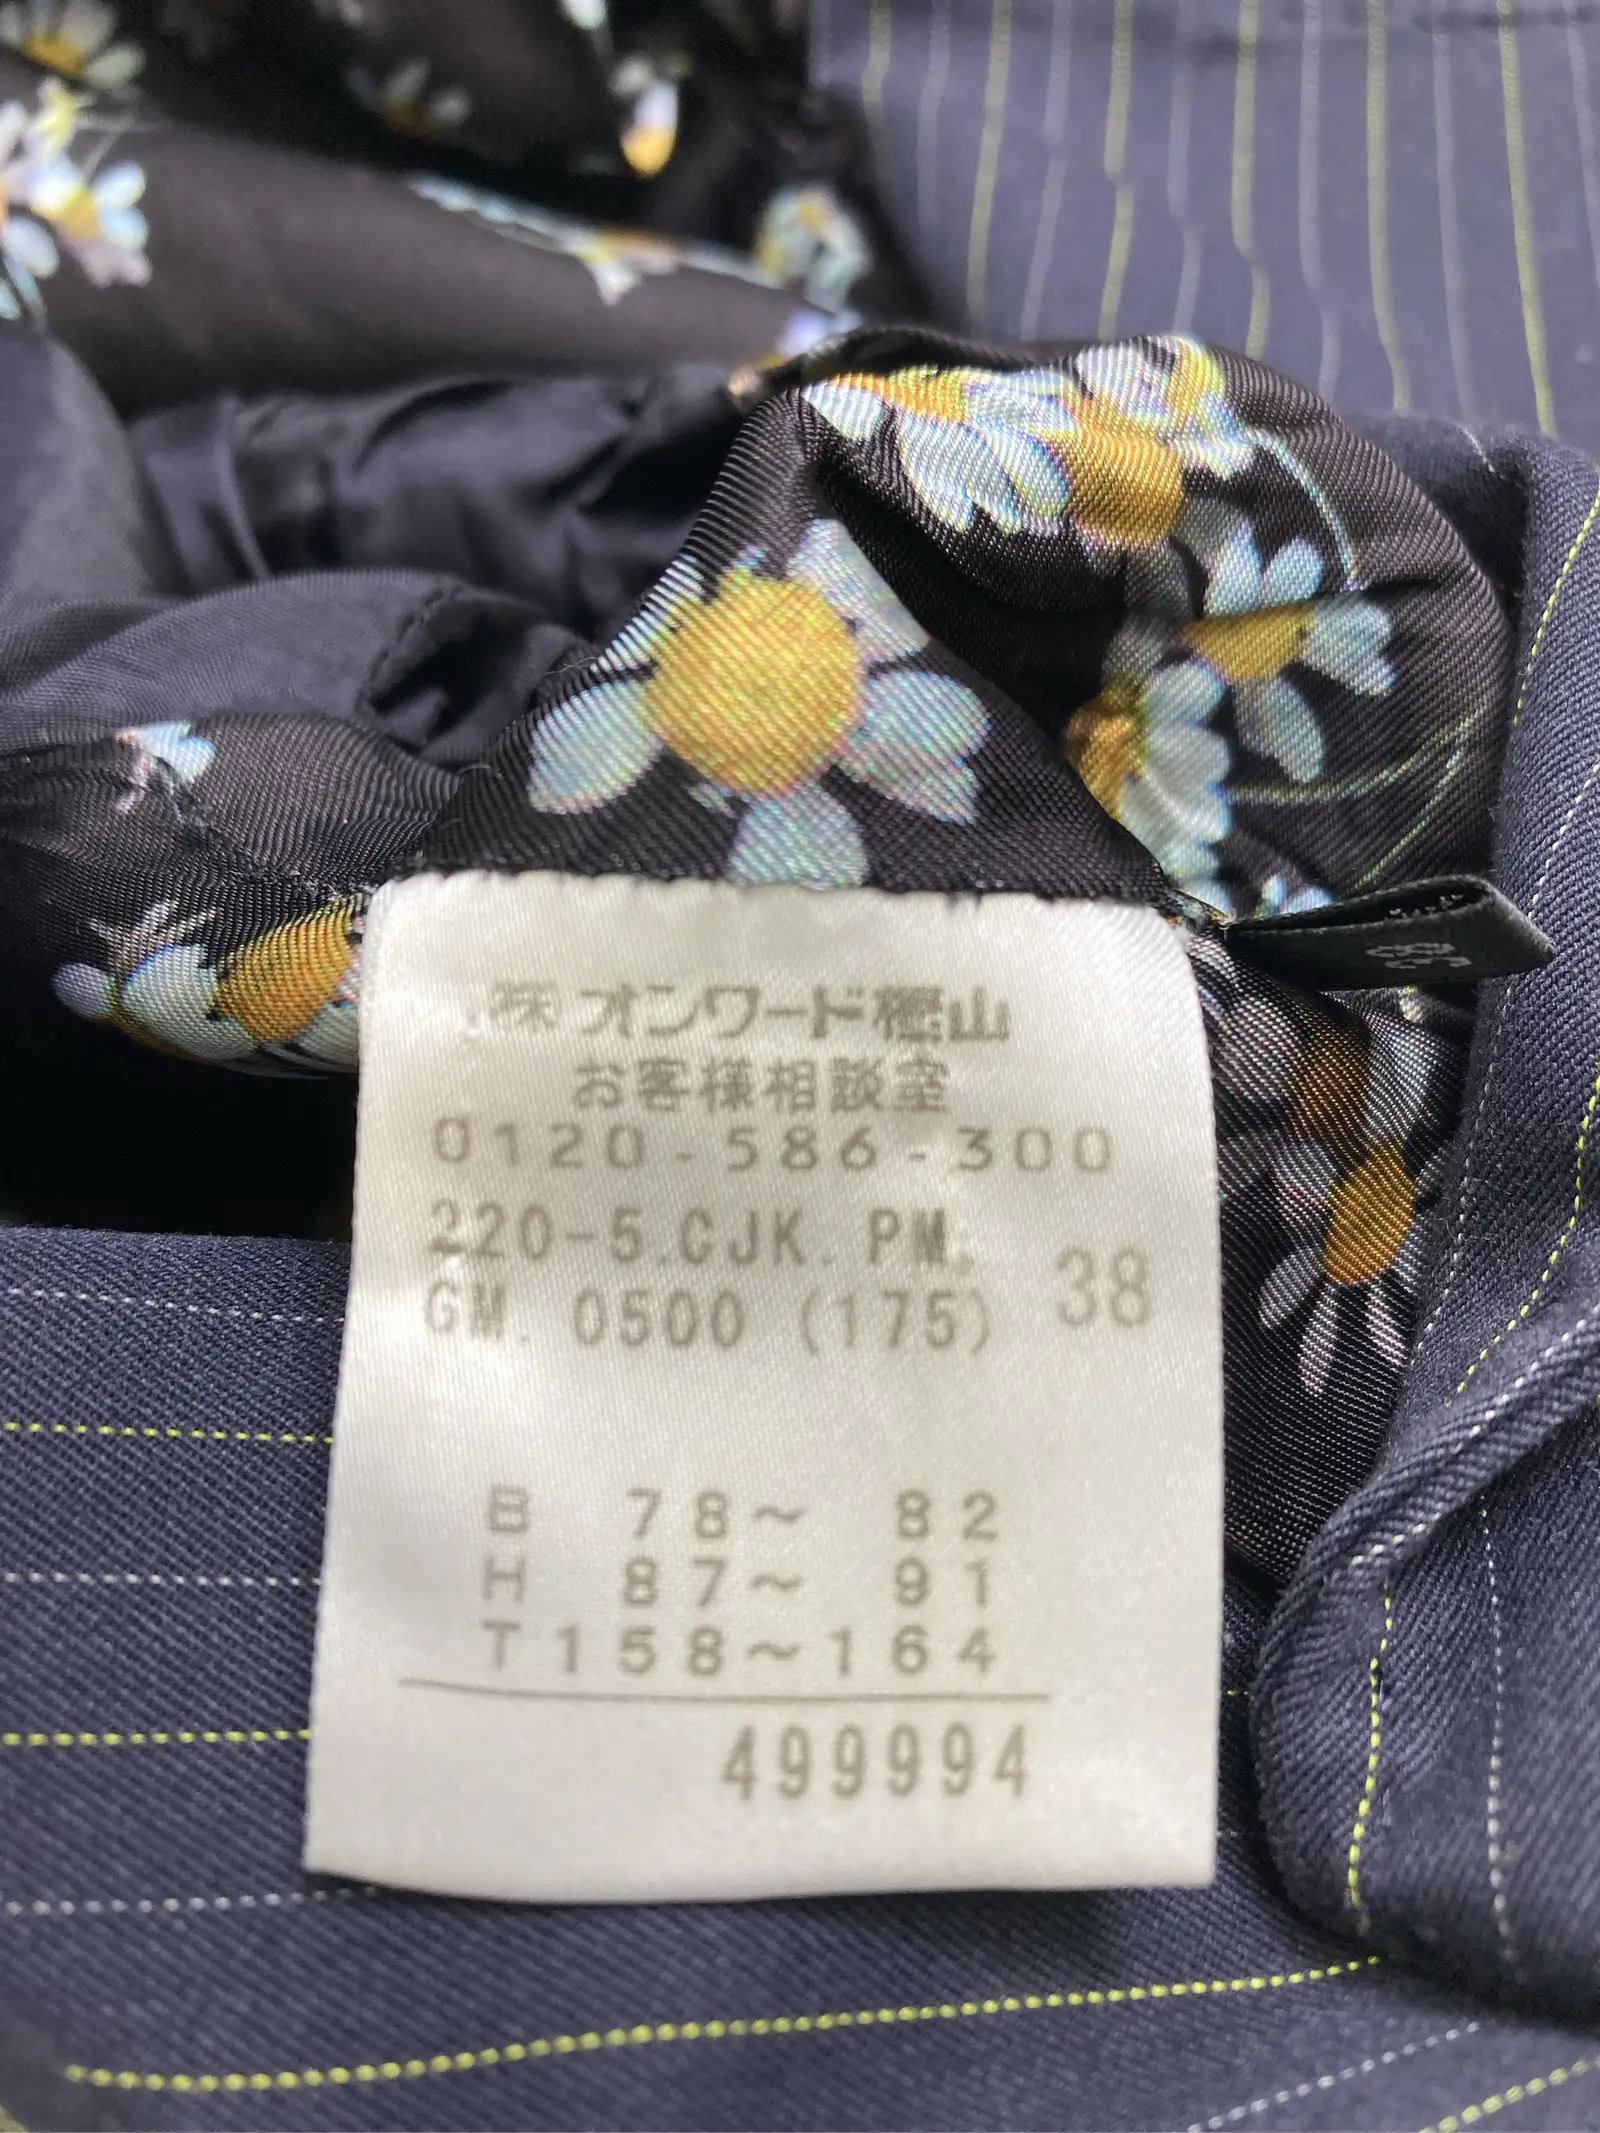 ㈱オンワード樫山
お客様相談室
0120-586-300
220-5.CJK.PM.
GM. 0500 (175) 38
B 78～ 82
H 87～ 91
T158～164
499994